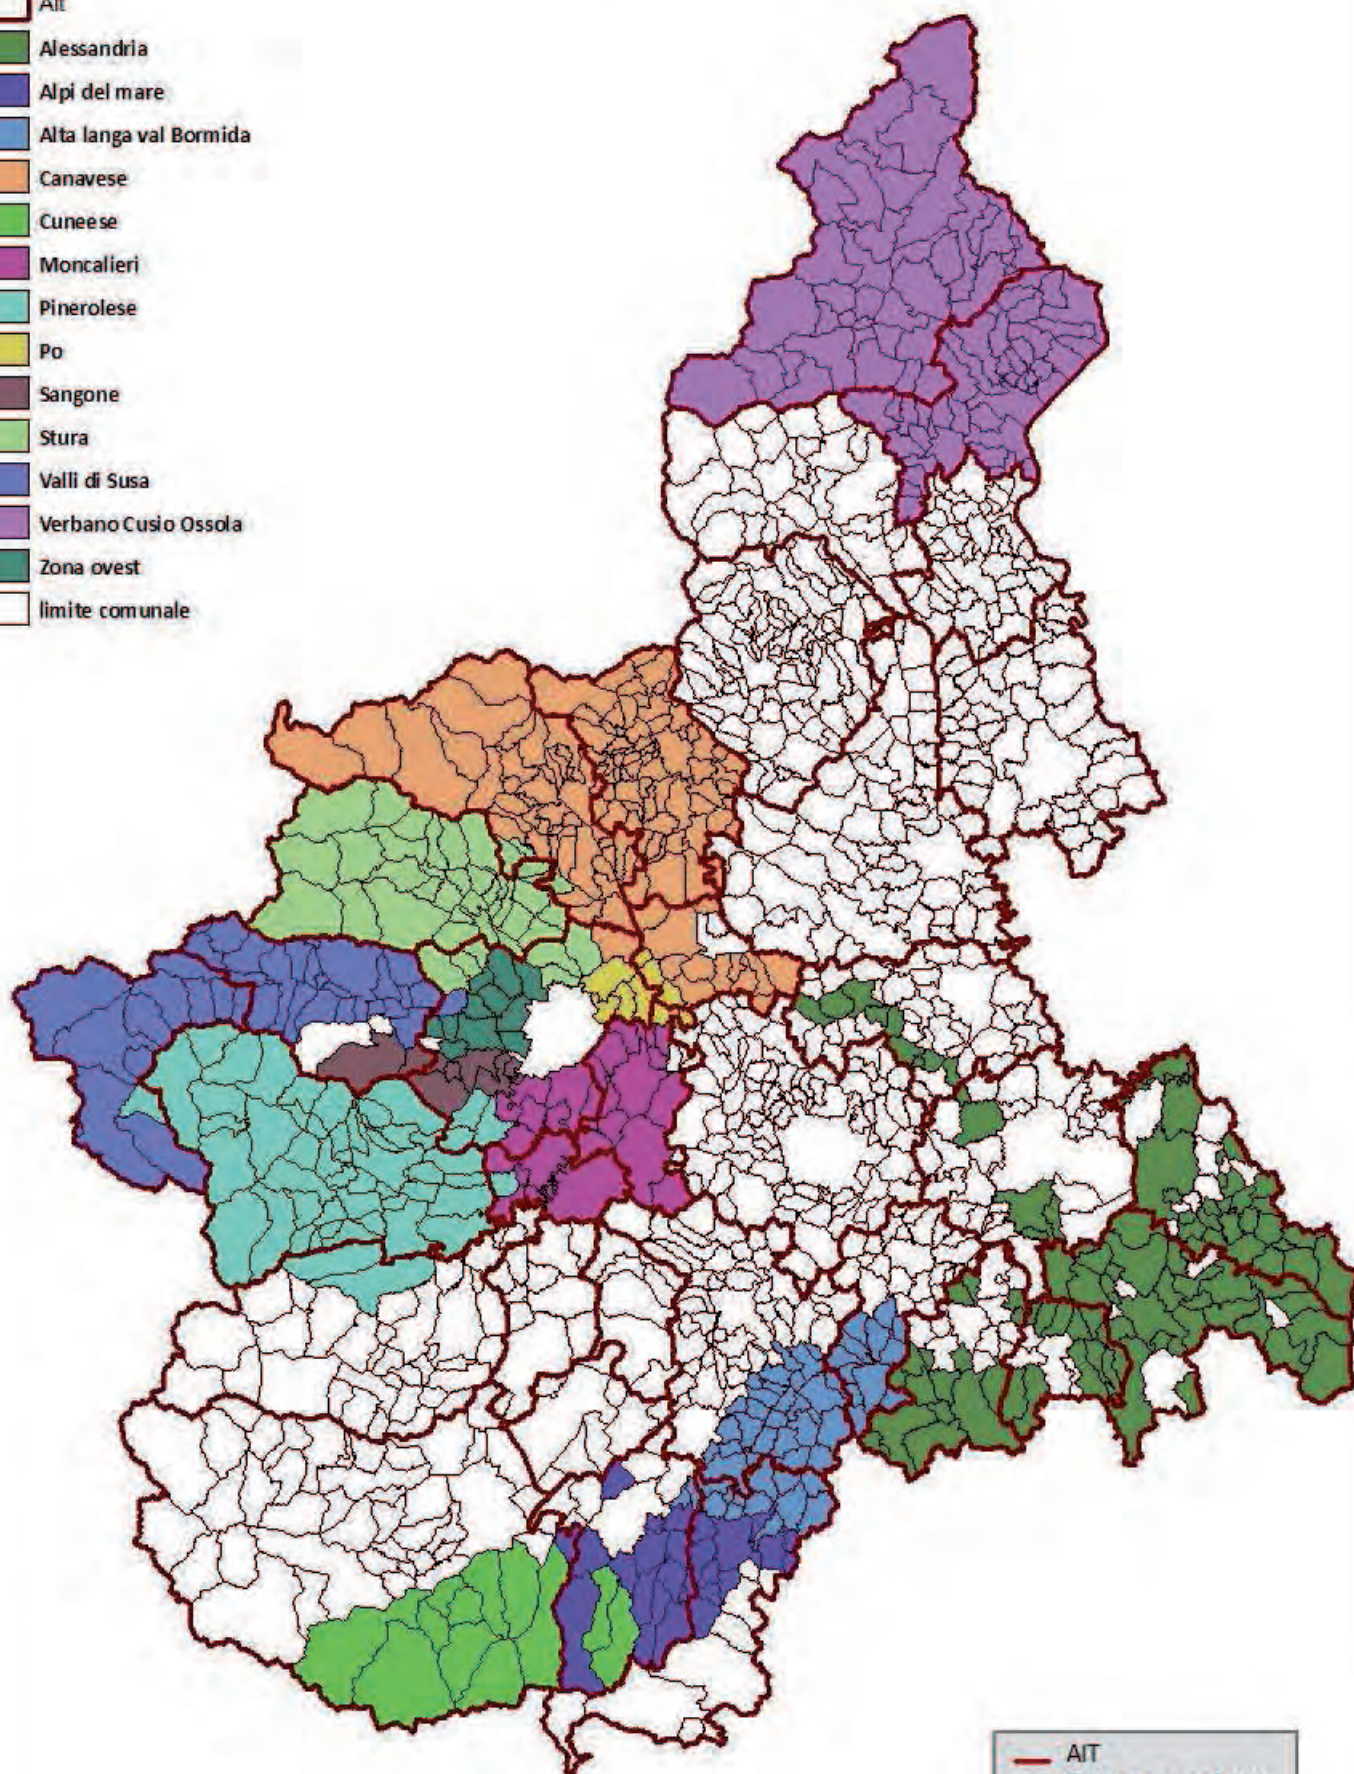 Ait
Alessandria
Alpi del mare
Alta langa val Bormida
Canavese
Cuneese
Moncalieri
Pinerolese
Po
Sangone
Stura
Valli di Susa
Verbano Cusio Ossola
Zona ovest
limite comunale
AIT